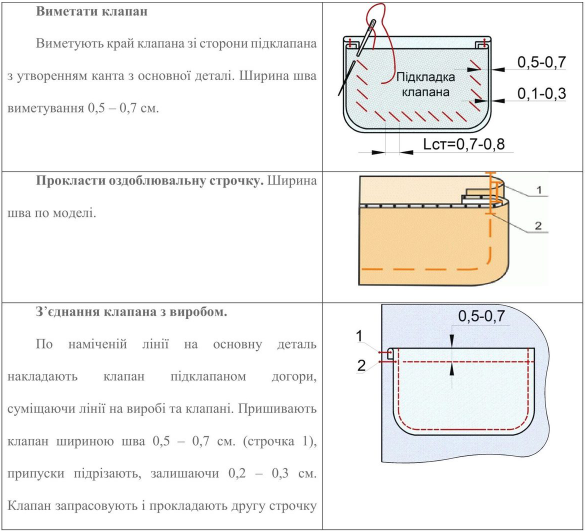 Виметати клапан
Виметують край клапана зі сторони підклапана
з утворенням канта з основної деталі. Ширина шва
виметування 0,5 – 0,7 см.
Підкладка
клапана
0,5-0,7
0,1-0,3
Lст=0,7-0,8
Прокласти оздоблювальну строчку. Ширина
шва по моделі.
1
2
З’єднання клапана з виробом.
По наміченій лінії на основну деталь
накладають клапан підклапаном догори,
суміщаючи лінії на виробі та клапані. Пришивають
клапан шириною шва 0,5 – 0,7 см. (строчка 1),
припуски підрізають, залишаючи 0,2 – 0,3 см.
Клапан запрасовують і прокладають другу строчку
0,5-0,7
1
2